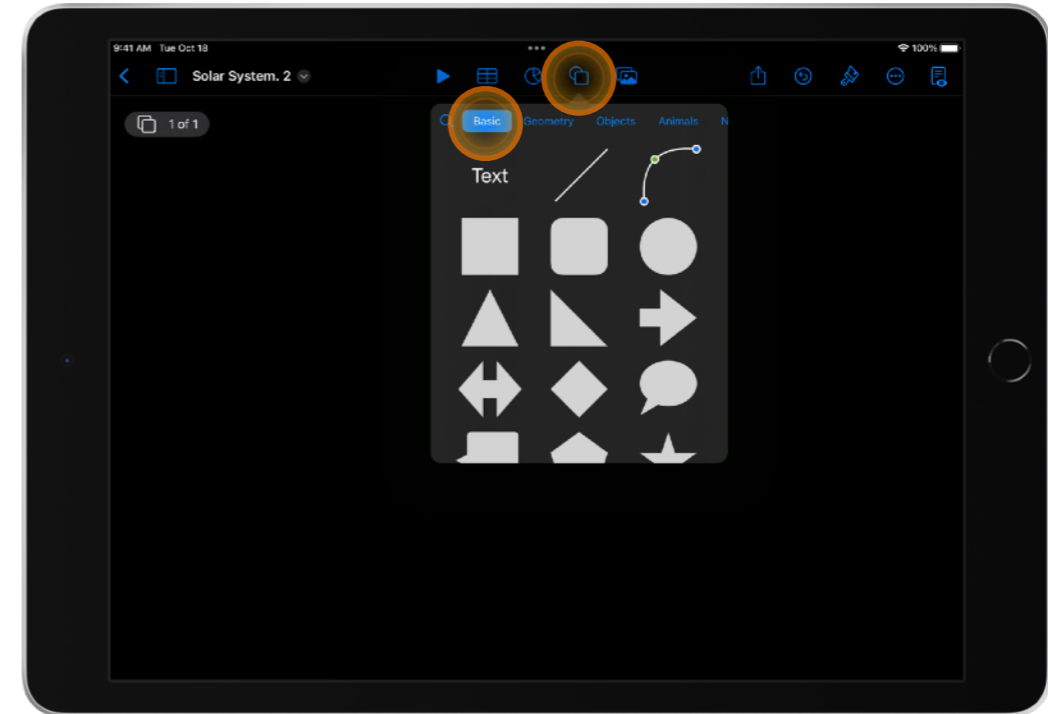 9:41 AM Tue Oct 18
100%
Solar System. 2
1 of 1
Basic Geometry Objects Animals N
Text